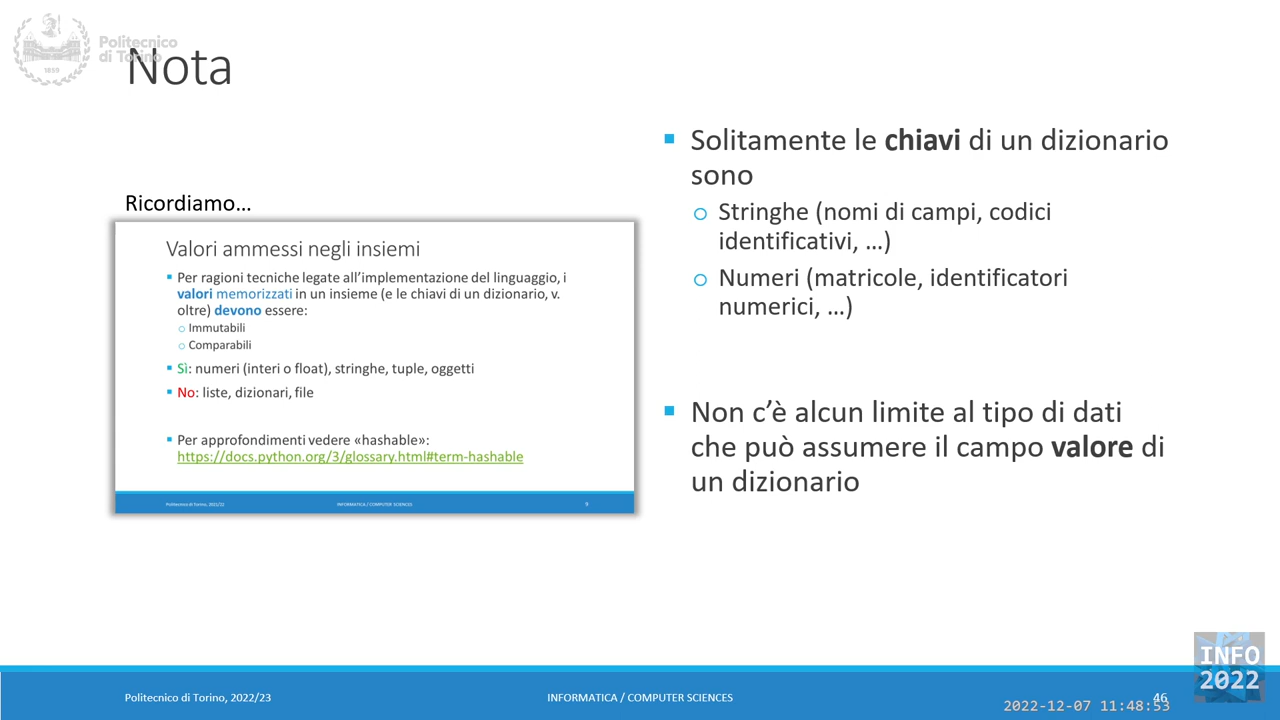 Politecnico
di Torino
1859
Nota
Ricordiamo…
Valori ammessi negli insiemi
▪ Per ragioni tecniche legate all’implementazione del linguaggio, i
valori memorizzati in un insieme (e le chiavi di un dizionario, v.
oltre) devono essere:
o Immutabili
o Comparabili
▪ Sì: numeri (interi o float), stringhe, tuple, oggetti
▪ No: liste, dizionari, file
▪ Per approfondimenti vedere «hashable»:
https://docs.python.org/3/glossary.html#term-hashable
Politecnico di Torino, 2021/22 INFORMATICA / COMPUTER SCIENCES 9
▪ Solitamente le chiavi di un dizionario
sono
o Stringhe (nomi di campi, codici
identificativi, …)
o Numeri (matricole, identificatori
numerici, …)
▪ Non c’è alcun limite al tipo di dati
che può assumere il campo valore di
un dizionario
INFO
2022
Politecnico di Torino, 2022/23 INFORMATICA / COMPUTER SCIENCES 46
2022-12-07 11:48:53